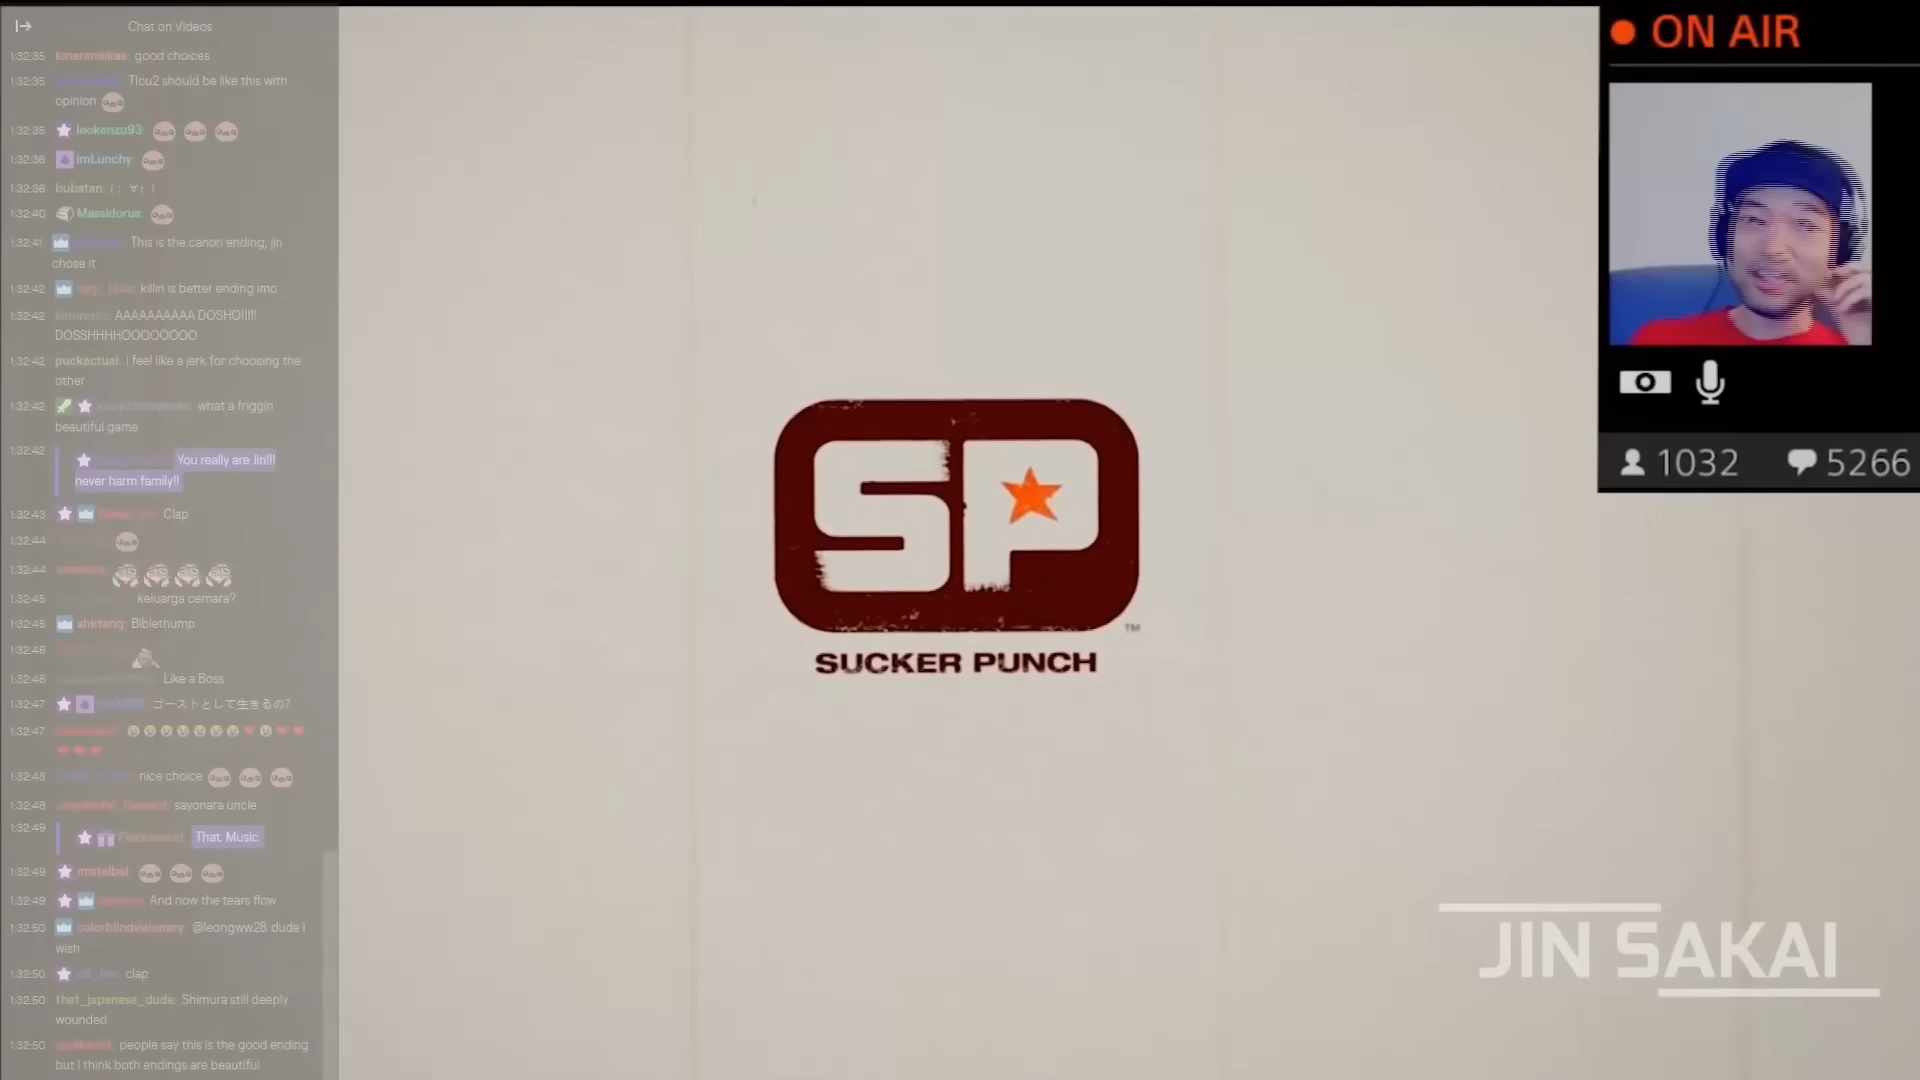 Chat on Videos
1:32:35 kinaramiikae: good choices
1:32:35 Tlou2 should be like this with
opinion
1:32:35 leokenzu93:
1:32:36 imLunchy:
1:32:36 bubatan: ( ; ∀ ; )
1:32:40 Massidorus:
1:32:41 This is the canon ending, jin
chose it
1:32:42 killin is better ending imo
1:32:42 AAAAAAAAAA DOSHO!!!!!
DOSSHHHHOOOOOOOO
1:32:42 puckactual: i feel like a jerk for choosing the
other
1:32:42 what a friggin
beautiful game
1:32:42 You really are Jin!!!
never harm family!!
1:32:43 Clap
1:32:44
1:32:44
1:32:45 keluarga cemara?
1:32:45 shirteng: Biblethump
1:32:46
1:32:46 Like a Boss
1:32:47 ゴーストとして生きるの?
1:32:47
1:32:48 nice choice
1:32:48 sayonara uncle
1:32:49 That. Music.
1:32:49 mistelbel:
1:32:49 And now the tears flow
1:32:50 colorblindvisionary: @leongww28 dude I
wish
1:32:50 clap
1:32:50 that_japanese_dude: Shimura still deeply
wounded
1:32:50 people say this is the good ending
but I think both endings are beautiful
SP
TM
SUCKER PUNCH
ON AIR
1032 5266
JIN SAKAI